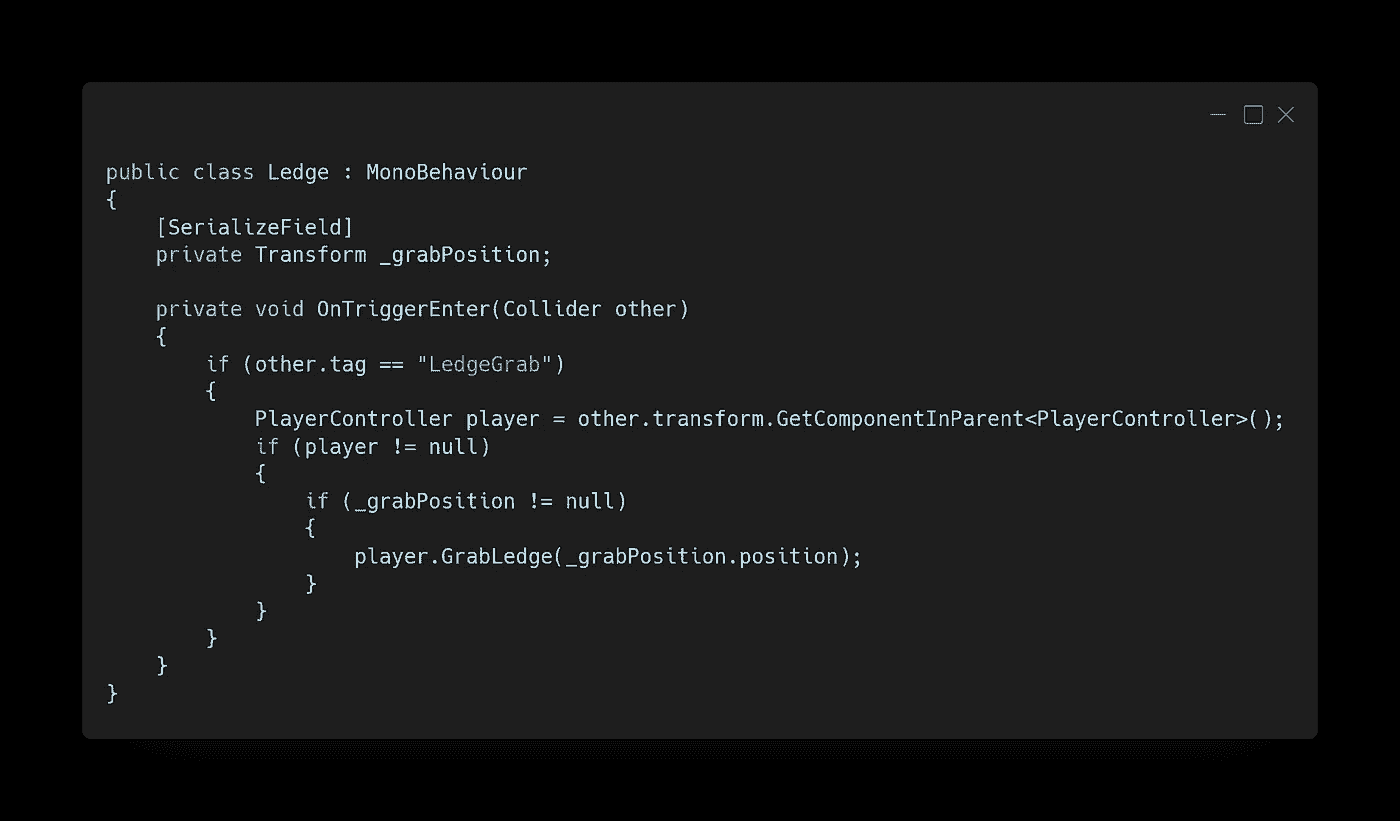 public class Ledge : MonoBehaviour
{
    [SerializeField]
    private Transform _grabPosition;

    private void OnTriggerEnter(Collider other)
    {
        if (other.tag == "LedgeGrab")
        {
            PlayerController player = other.transform.GetComponentInParent<PlayerController>();
            if (player != null)
            {
                if (_grabPosition != null)
                {
                    player.GrabLedge(_grabPosition.position);
                }
            }
        }
    }
}